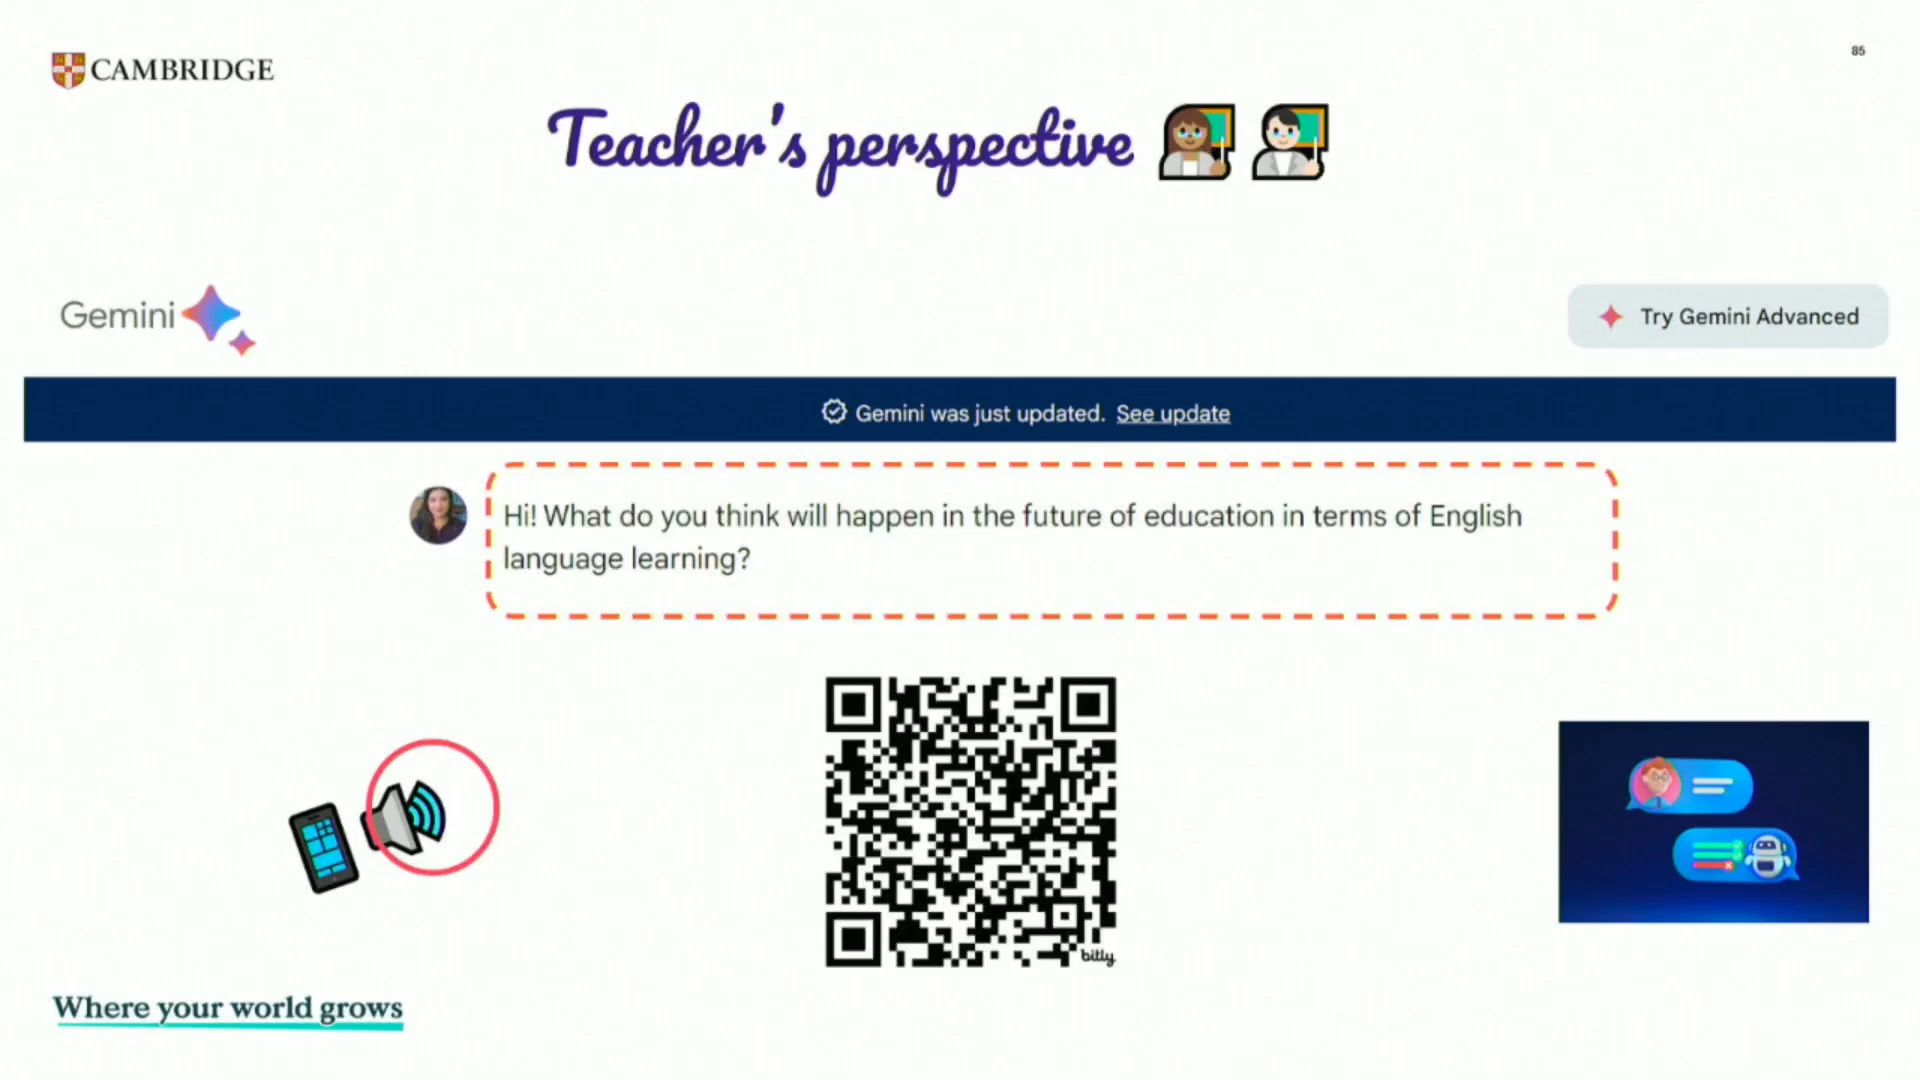 CAMBRIDGE
85
Teacher's perspective
Gemini
Try Gemini Advanced
Gemini was just updated. See update
Hi! What do you think will happen in the future of education in terms of English
language learning?
bitly
Where your world grows